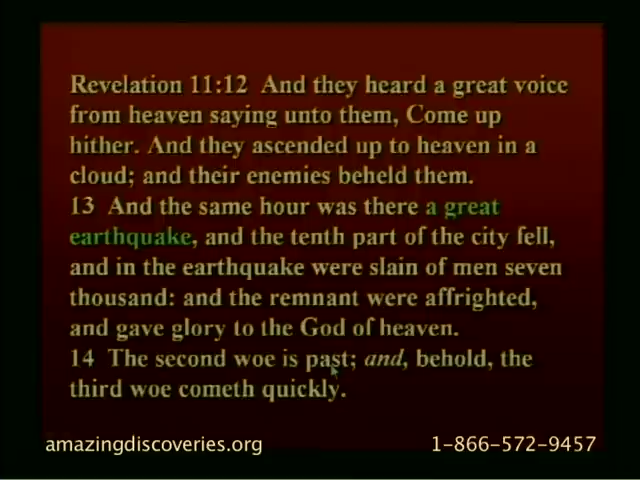 Revelation 11:12 And they heard a great voice
from heaven saying unto them, Come up
hither. And they ascended up to heaven in a
cloud; and their enemies beheld them.
13 And the same hour was there a great
earthquake, and the tenth part of the city fell,
and in the earthquake were slain of men seven
thousand: and the remnant were affrighted,
and gave glory to the God of heaven.
14 The second woe is past; and, behold, the
third woe cometh quickly.
amazingdiscoveries.org 1-866-572-9457